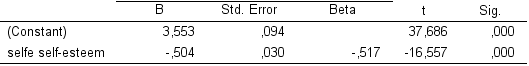 B Std. Error Beta t Sig.
(Constant) 3,553 ,094 37,686 ,000
selfe self-esteem -,504 ,030 -,517 -16,557 ,000